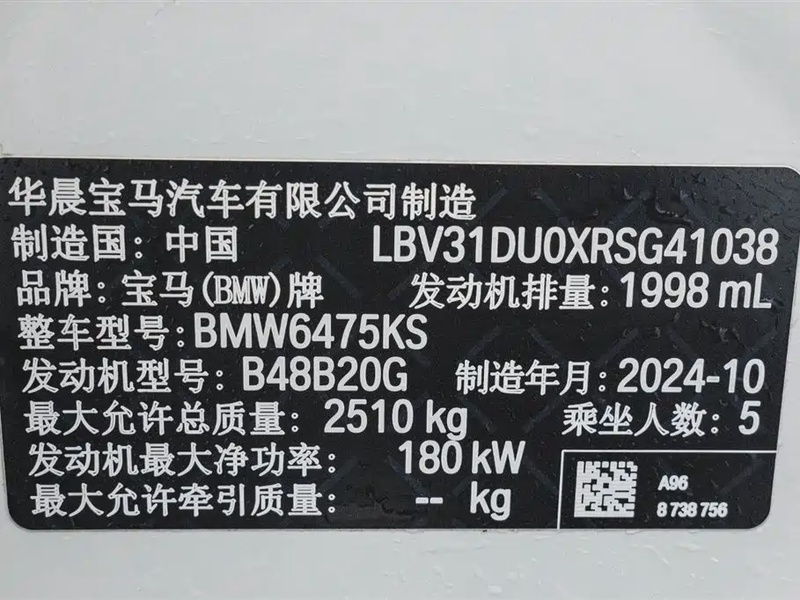 华晨宝马汽车有限公司制造
制造国: 中国 LBV31DU0XRSG41038
品牌: 宝马(BMW)牌 发动机排量: 1998 mL
整车型号: BMW6475KS
发动机型号: B48B20G 制造年月: 2024-10
最大允许总质量: 2510 kg 乘坐人数: 5
发动机最大净功率: 180 kW
最大允许牵引质量: -- kg
A96
8 738 756